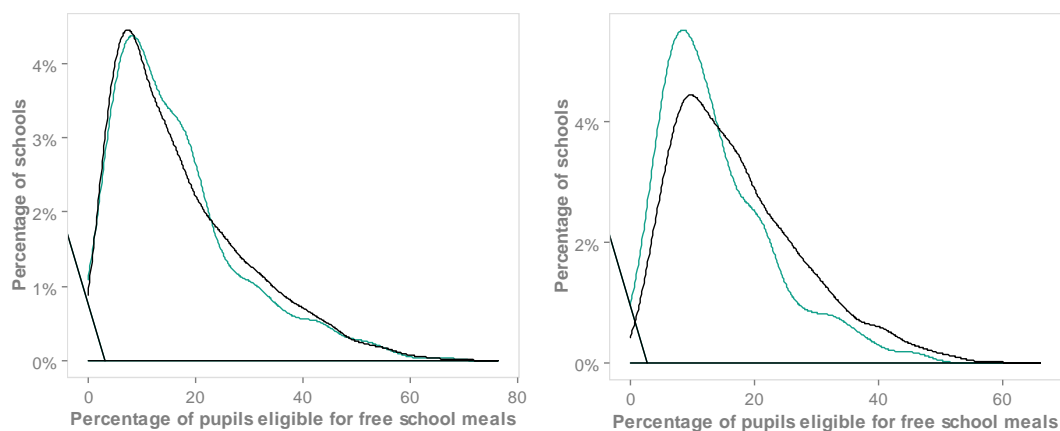 Percentage of schools
4%
3%
2%
1%
0%
0 20 40 60 80
Percentage of pupils eligible for free school meals
Percentage of schools
4%
2%
0%
0 20 40 60
Percentage of pupils eligible for free school meals